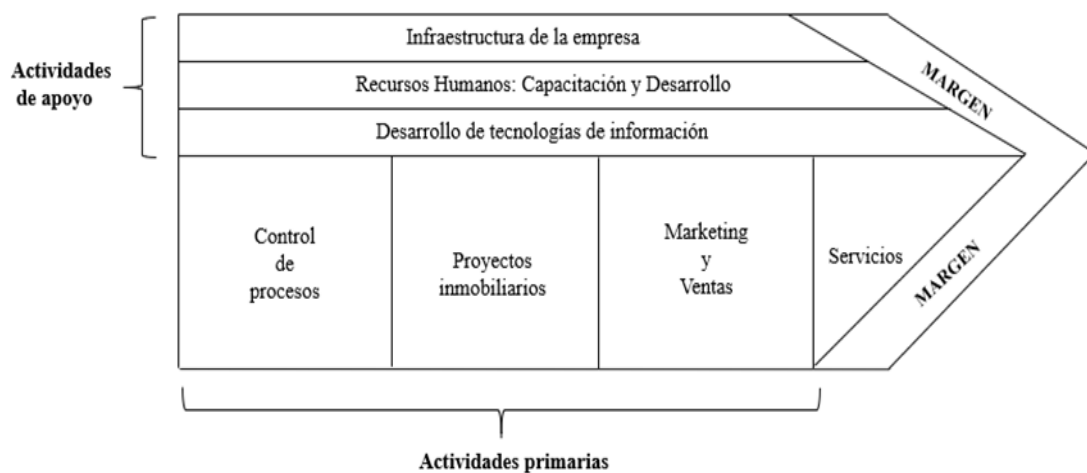 Infraestructura de la empresa
Actividades
de apoyo
Recursos Humanos: Capacitación y Desarrollo
Desarrollo de tecnologías de información
MARGEN
Control
de
procesos
Proyectos
inmobiliarios
Marketing
y
Ventas
Servicios
MARGEN
Actividades primarias